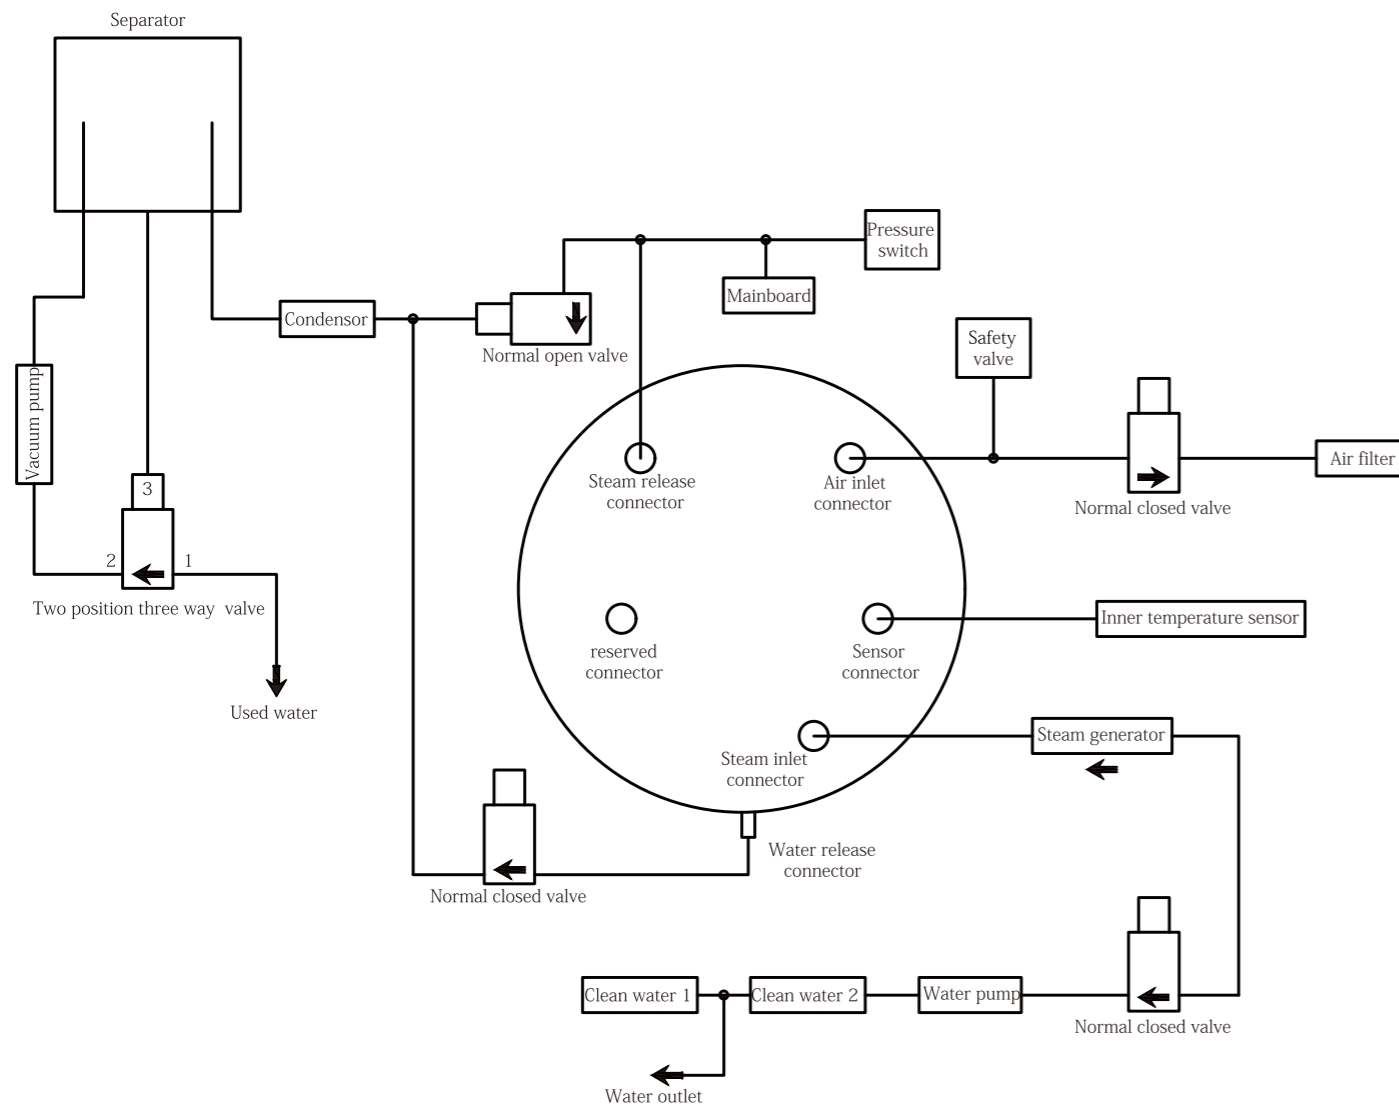 Separator
Pressure
switch
Mainboard
Condensor
Normal open valve
Safety
valve
Vacuum pump
Steam release
connector
Air inlet
connector
Air filter
Normal closed valve
3
2
1
Two position three way valve
Used water
reserved
connector
Sensor
connector
Inner temperature sensor
Steam inlet
connector
Steam generator
Water release
connector
Normal closed valve
Clean water 1
Clean water 2
Water pump
Normal closed valve
Water outlet